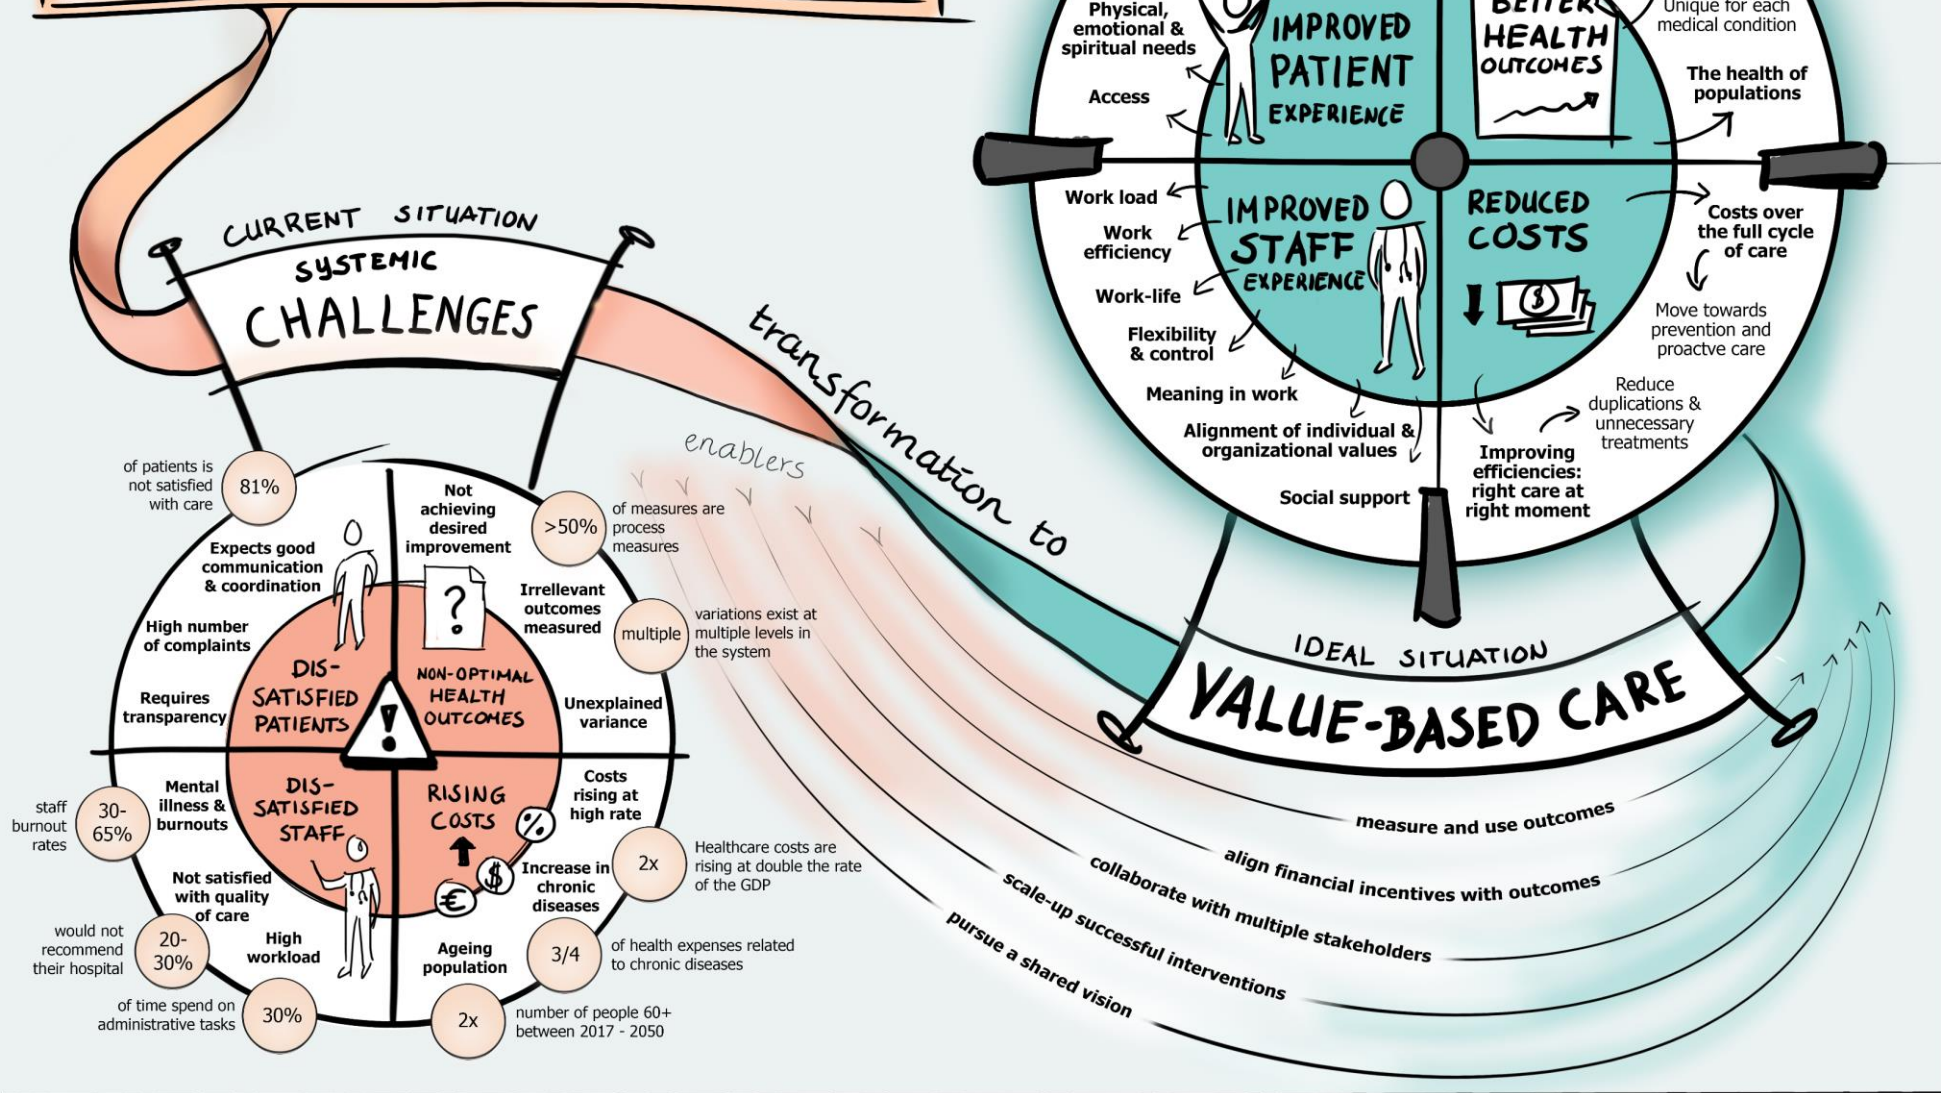 Physical,
emotional &
spiritual needs
Access
IMPROVED
PATIENT
EXPERIENCE
BETTER
HEALTH
OUTCOMES
Unique for each
medical condition
The health of
populations
Work load
Work
efficiency
Work-life
Flexibility
& control
Meaning in work
Alignment of individual &
organizational values
Social support
IMPROVED
STAFF
EXPERIENCE
REDUCED
COSTS
$
Costs over
the full cycle
of care
Move towards
prevention and
proactve care
Reduce
duplications &
unnecessary
treatments
Improving
efficiencies:
right care at
right moment
CURRENT SITUATION
SYSTEMIC
CHALLENGES
transformation to
enablers
IDEAL SITUATION
VALUE-BASED CARE
of patients is
not satisfied
with care
81%
Expects good
communication
& coordination
High number
of complaints
Requires
transparency
DIS-
SATISFIED
PATIENTS
Not
achieving
desired
improvement
>50%
of measures are
process
measures
?
Irrellevant
outcomes
measured
multiple
variations exist at
multiple levels in
the system
NON-OPTIMAL
HEALTH
OUTCOMES
Unexplained
variance
!
staff
burnout
rates
30-
65%
Mental
illness &
burnouts
DIS-
SATISFIED
STAFF
Not satisfied
with quality
of care
would not
recommend
their hospital
20-
30%
High
workload
of time spend on
administrative tasks
30%
RISING
COSTS
%
$
€
Costs
rising at
high rate
2x
Healthcare costs are
rising at double the rate
of the GDP
Increase in
chronic
diseases
3/4
of health expenses related
to chronic diseases
Ageing
population
2x
number of people 60+
between 2017 - 2050
measure and use outcomes
align financial incentives with outcomes
collaborate with multiple stakeholders
scale-up successful interventions
pursue a shared vision